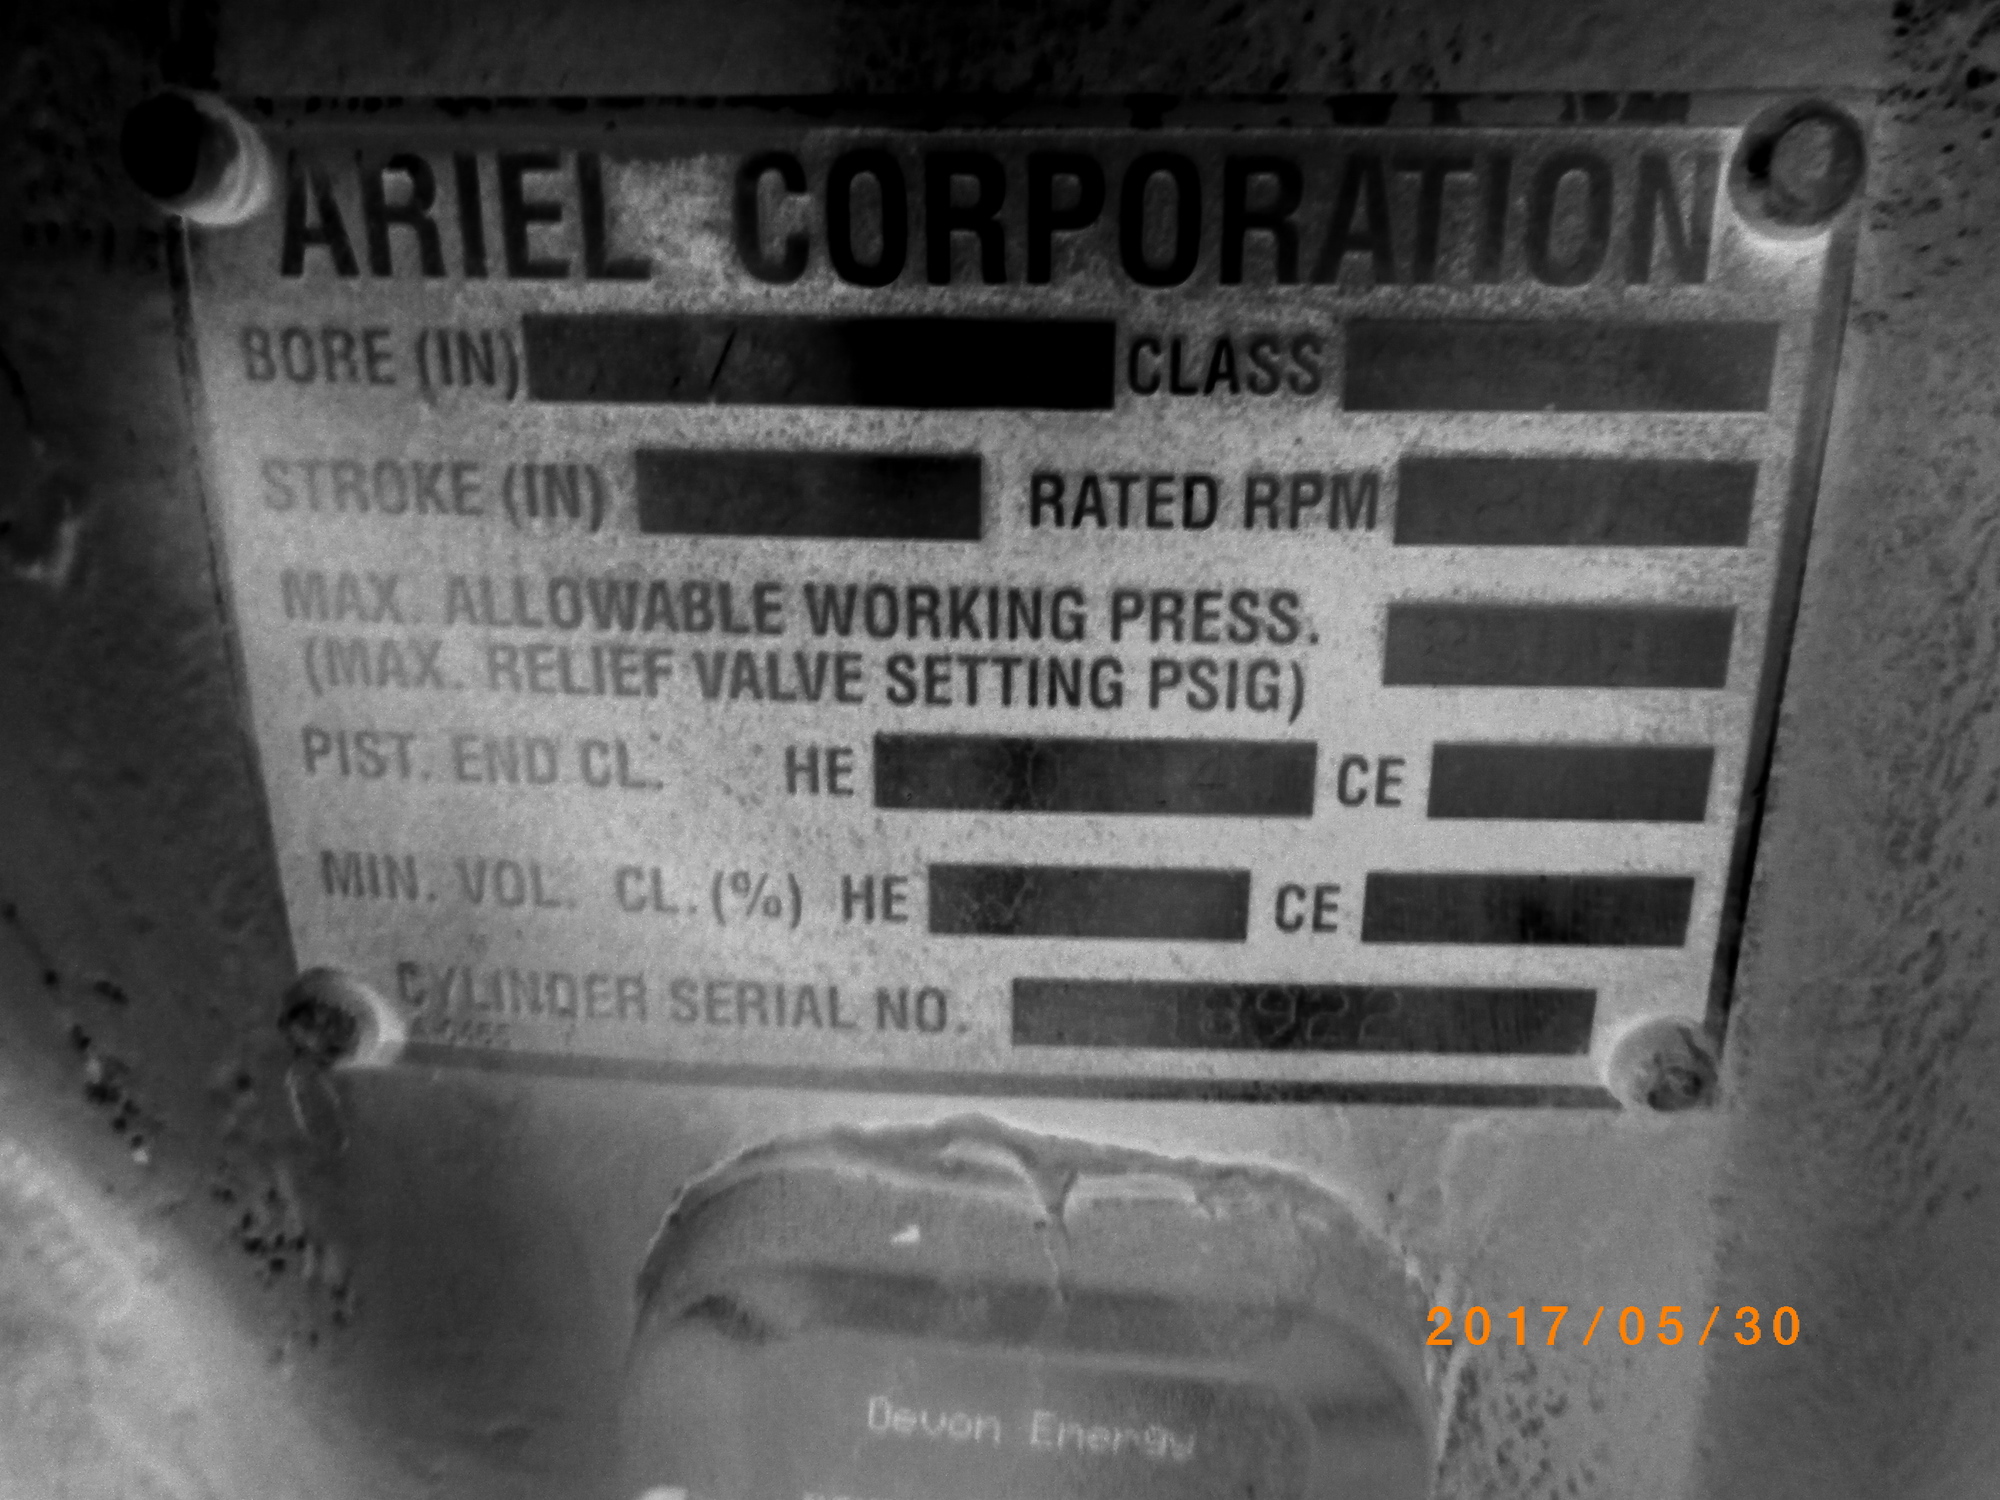 ARIEL CORPORATION
BORE (IN) CLASS
STROKE (IN) RATED RPM
MAX. ALLOWABLE WORKING PRESS.
(MAX. RELIEF VALVE SETTING PSIG)
PIST. END CL. HE CE
MIN. VOL. CL. (%) HE CE
CYLINDER SERIAL NO.
2017/05/30
Devon Energy